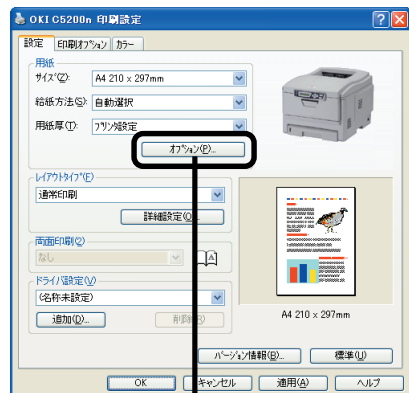 OKI C5200n 印刷設定
設定 印刷オプション カラー
用紙
サイズ(Z): A4 210 x 297mm
給紙方法(S): 自動選択
用紙厚(T): プリンタ設定
オプション(P)...
レイアウトタイプ(F)
通常印刷
詳細設定(O)...
両面印刷(2)
なし
ドライバ設定(V)
(名称未設定)
追加(D)... 削除(R)
A4 210 x 297mm
バージョン情報(B)... 標準(U)
OK キャンセル 適用(A) ヘルプ